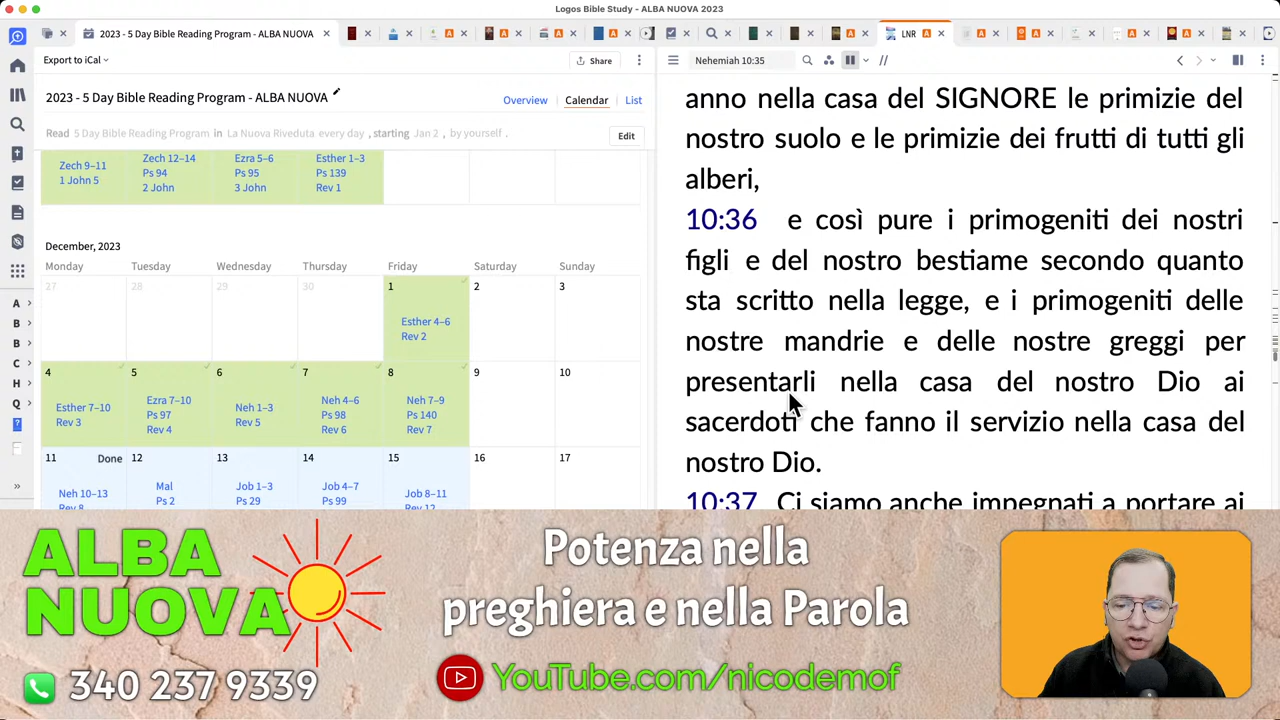 Logos Bible Study - ALBA NUOVA 2023
2023 - 5 Day Bible Reading Program - ALBA NUOVA
LNR
Export to iCal
Share
Nehemiah 10:35
2023 - 5 Day Bible Reading Program - ALBA NUOVA
Overview
Calendar
List
Read 5 Day Bible Reading Program in La Nuova Riveduta every day , starting Jan 2 , by yourself .
Edit
Zech 9–11
1 John 5
Zech 12–14
Ps 94
2 John
Ezra 5–6
Ps 95
3 John
Esther 1–3
Ps 139
Rev 1
December, 2023
Monday Tuesday Wednesday Thursday Friday Saturday Sunday
27 28 29 30 1 2 3
Esther 4–6
Rev 2
4 5 6 7 8 9 10
Esther 7–10
Rev 3
Ezra 7–10
Ps 97
Rev 4
Neh 1–3
Rev 5
Neh 4–6
Ps 98
Rev 6
Neh 7–9
Ps 140
Rev 7
11 Done 12 13 14 15 16 17
Neh 10–13
Rev 8
Mal
Ps 2
Job 1–3
Ps 29
Job 4–7
Ps 99
Job 8–11
Rev 12
A
B
B
C
H
Q
anno nella casa del SIGNORE le primizie del
nostro suolo e le primizie dei frutti di tutti gli
alberi,
10:36 e così pure i primogeniti dei nostri
figli e del nostro bestiame secondo quanto
sta scritto nella legge, e i primogeniti delle
nostre mandrie e delle nostre greggi per
presentarli nella casa del nostro Dio ai
sacerdoti che fanno il servizio nella casa del
nostro Dio.
10:37 Ci siamo anche impegnati a portare ai
ALBA
NUOVA
340 237 9339
Potenza nella
preghiera e nella Parola
YouTube.com/nicodemof